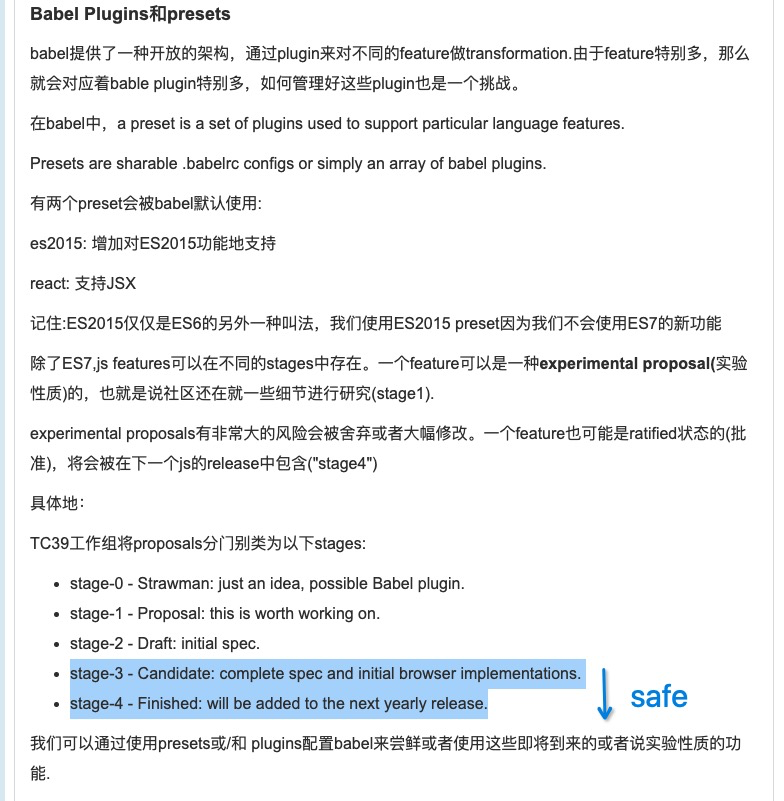 Babel Plugins和presets
babel提供了一种开放的架构，通过plugin来对不同的feature做transformation.由于feature特别多，那么
就会对应着bable plugin特别多，如何管理好这些plugin也是一个挑战。
在babel中，a preset is a set of plugins used to support particular language features.
Presets are sharable .babelrc configs or simply an array of babel plugins.
有两个preset会被babel默认使用:
es2015: 增加对ES2015功能地支持
react: 支持JSX
记住:ES2015仅仅是ES6的另外一种叫法，我们使用ES2015 preset因为我们不会使用ES7的新功能
除了ES7,js features可以在不同的stages中存在。一个feature可以是一种experimental proposal(实验
性质)的，也就是说社区还在就一些细节进行研究(stage1).
experimental proposals有非常大的风险会被舍弃或者大幅修改。一个feature也可能是ratified状态的(批
准)，将会被在下一个js的release中包含("stage4")
具体地：
TC39工作组将proposals分门别类为以下stages:
• stage-0 - Strawman: just an idea, possible Babel plugin.
• stage-1 - Proposal: this is worth working on.
• stage-2 - Draft: initial spec.
• stage-3 - Candidate: complete spec and initial browser implementations.
• stage-4 - Finished: will be added to the next yearly release.
safe
我们可以通过使用presets或/和 plugins配置babel来尝鲜或者使用这些即将到来的或者说实验性质的功
能.